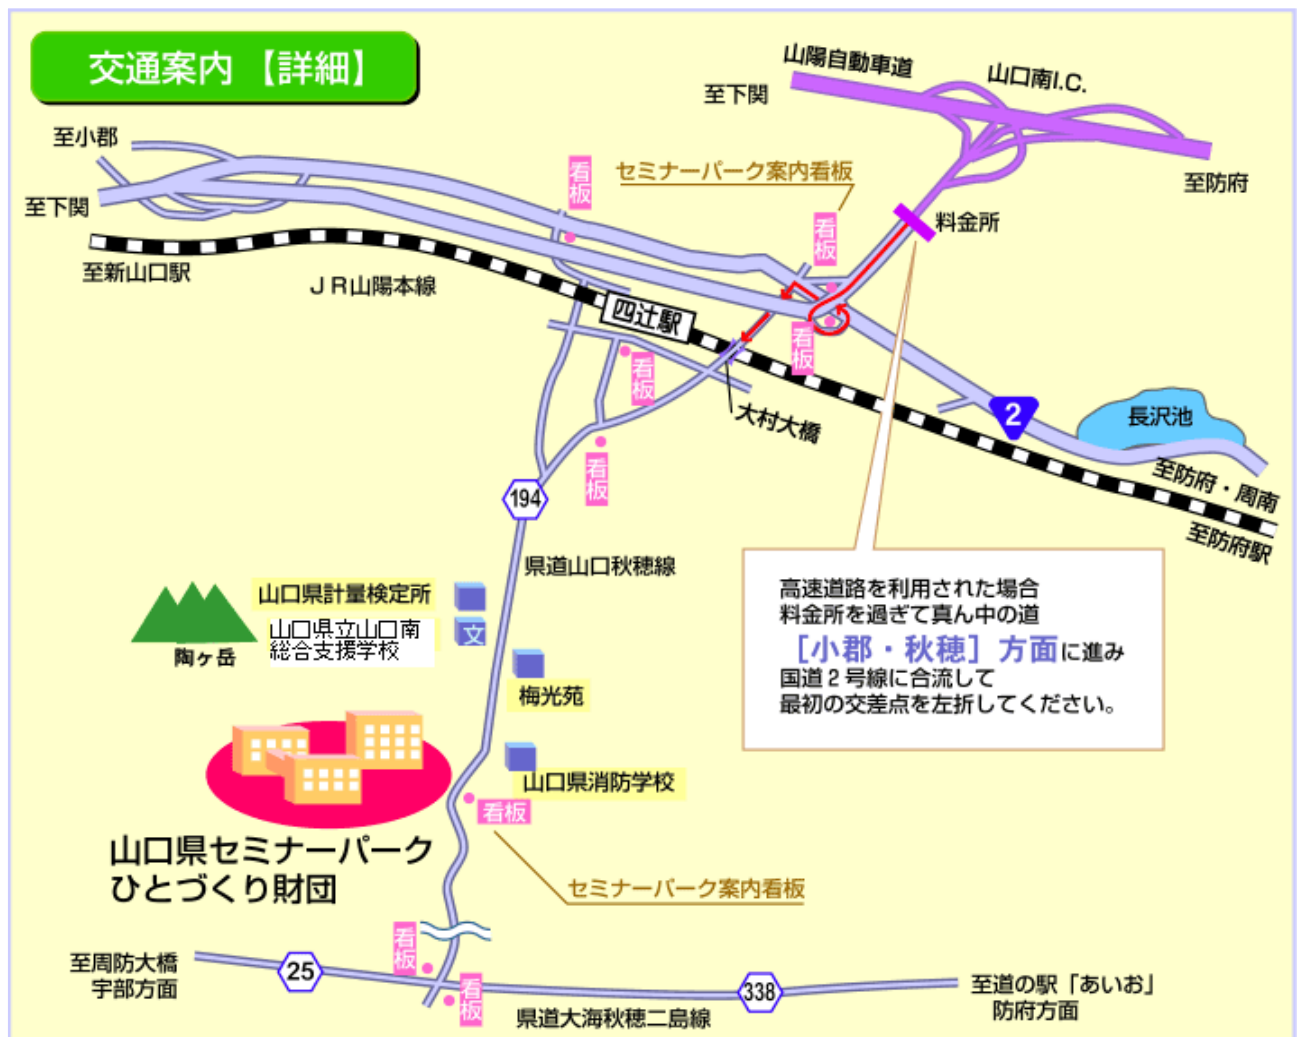 交通案内【詳細】
山陽自動車道
山口南I.C.
至下関
至小郡
看板
セミナーパーク案内看板
至防府
至下関
看板
料金所
至新山口駅
JR山陽本線
四辻駅
看板
看板
大村大橋
2
長沢池
看板
至防府・周南
194
至防府駅
県道山口秋穂線
高速道路を利用された場合
料金所を過ぎて真ん中の道
［小郡・秋穂］方面に進み
国道2号線に合流して
最初の交差点を左折してください。
山口県計量検定所
山口県立山口南
総合支援学校
文
陶ヶ岳
梅光苑
山口県消防学校
看板
山口県セミナーパーク
ひとづくり財団
セミナーパーク案内看板
看板
至周防大橋
宇部方面
25
看板
338
至道の駅「あいお」
防府方面
県道大海秋穂二島線